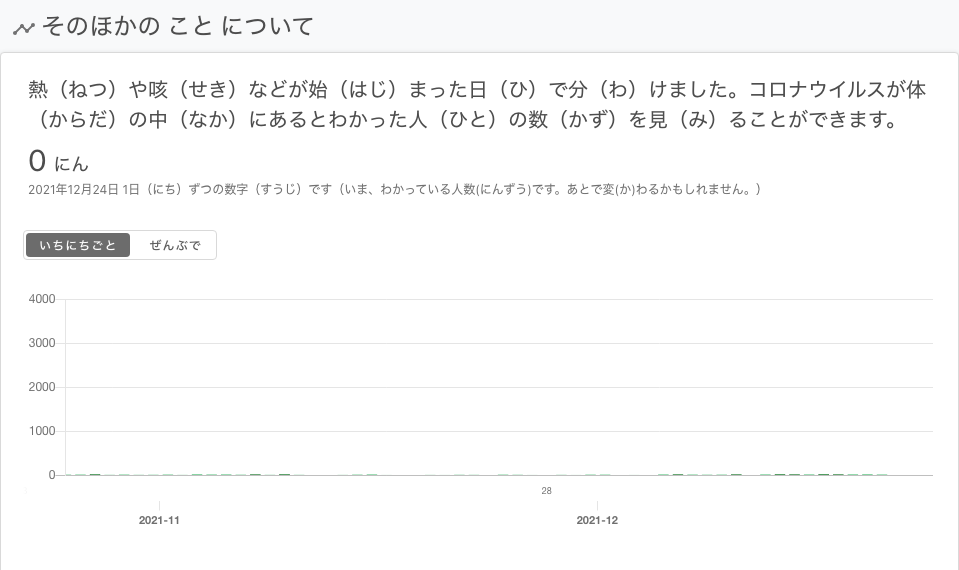 そのほかの こと について
熱（ねつ）や咳（せき）などが始（はじ）まった日（ひ）で分（わ）けました。コロナウイルスが体
（からだ）の中（なか）にあるとわかった人（ひと）の数（かず）を見（み）ることができます。
0 にん
2021年12月24日 1日（にち）ずつの数字（すうじ）です（いま、わかっている人数(にんずう)です。あとで変(か)わるかもしれません。）
いちにちごと ぜんぶで
4000
3000
2000
1000
0
28
2021-11 2021-12